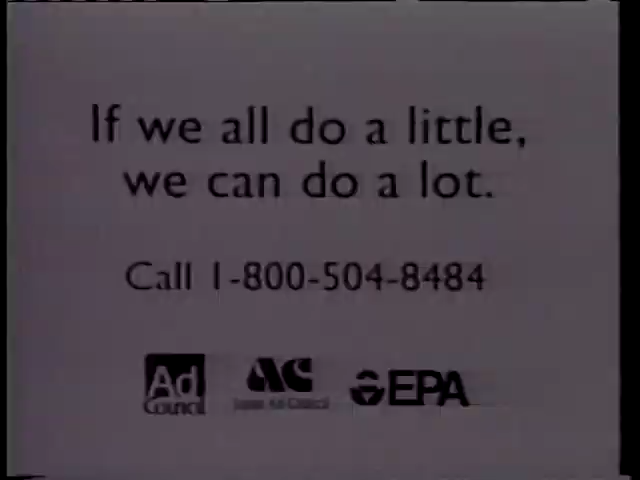 If we all do a little,
we can do a lot.
Call 1-800-504-8484
Ad
Council
AC
EPA